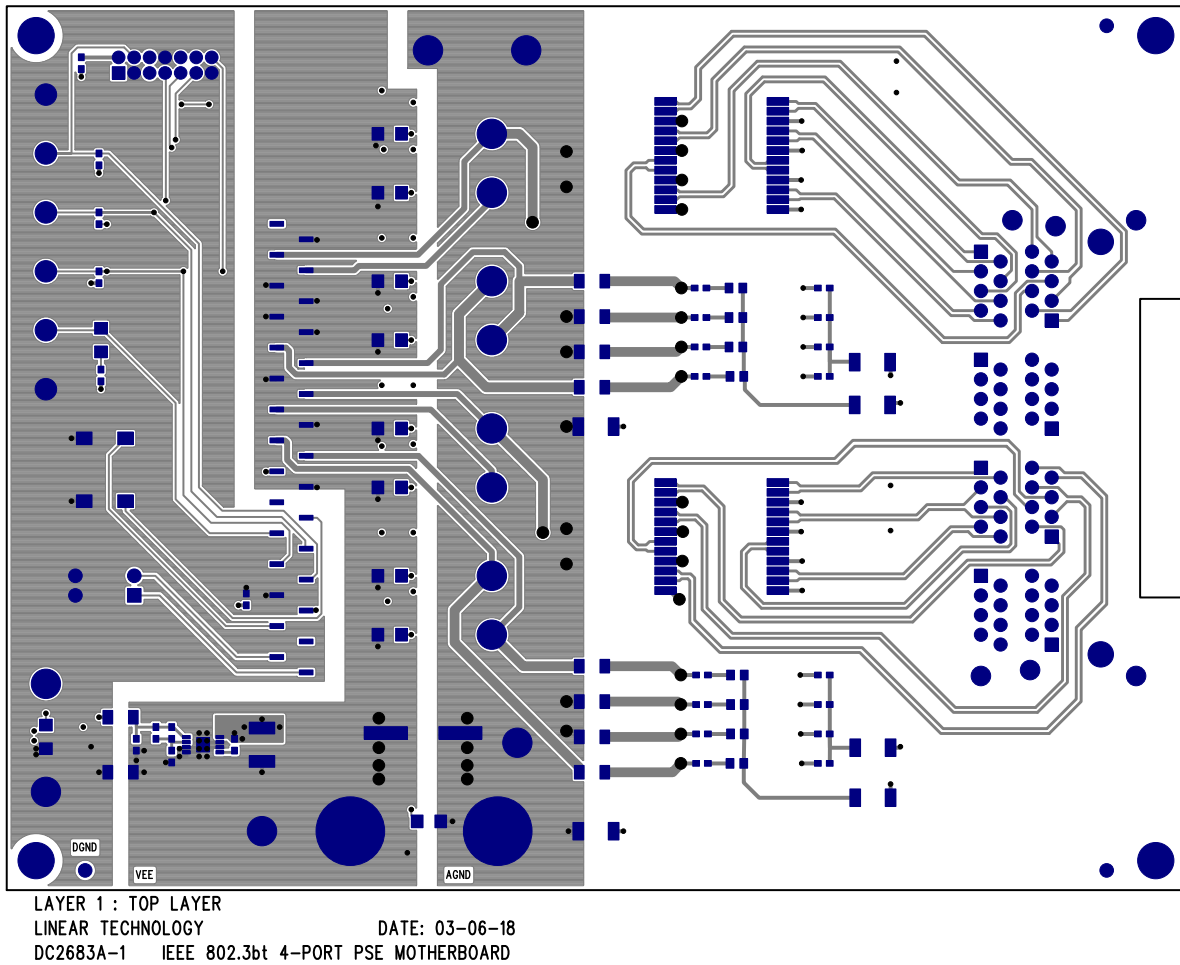 DGND
VEE
AGND
LAYER 1 : TOP LAYER
LINEAR TECHNOLOGY DATE: 03-06-18
DC2683A-1 IEEE 802.3bt 4-PORT PSE MOTHERBOARD